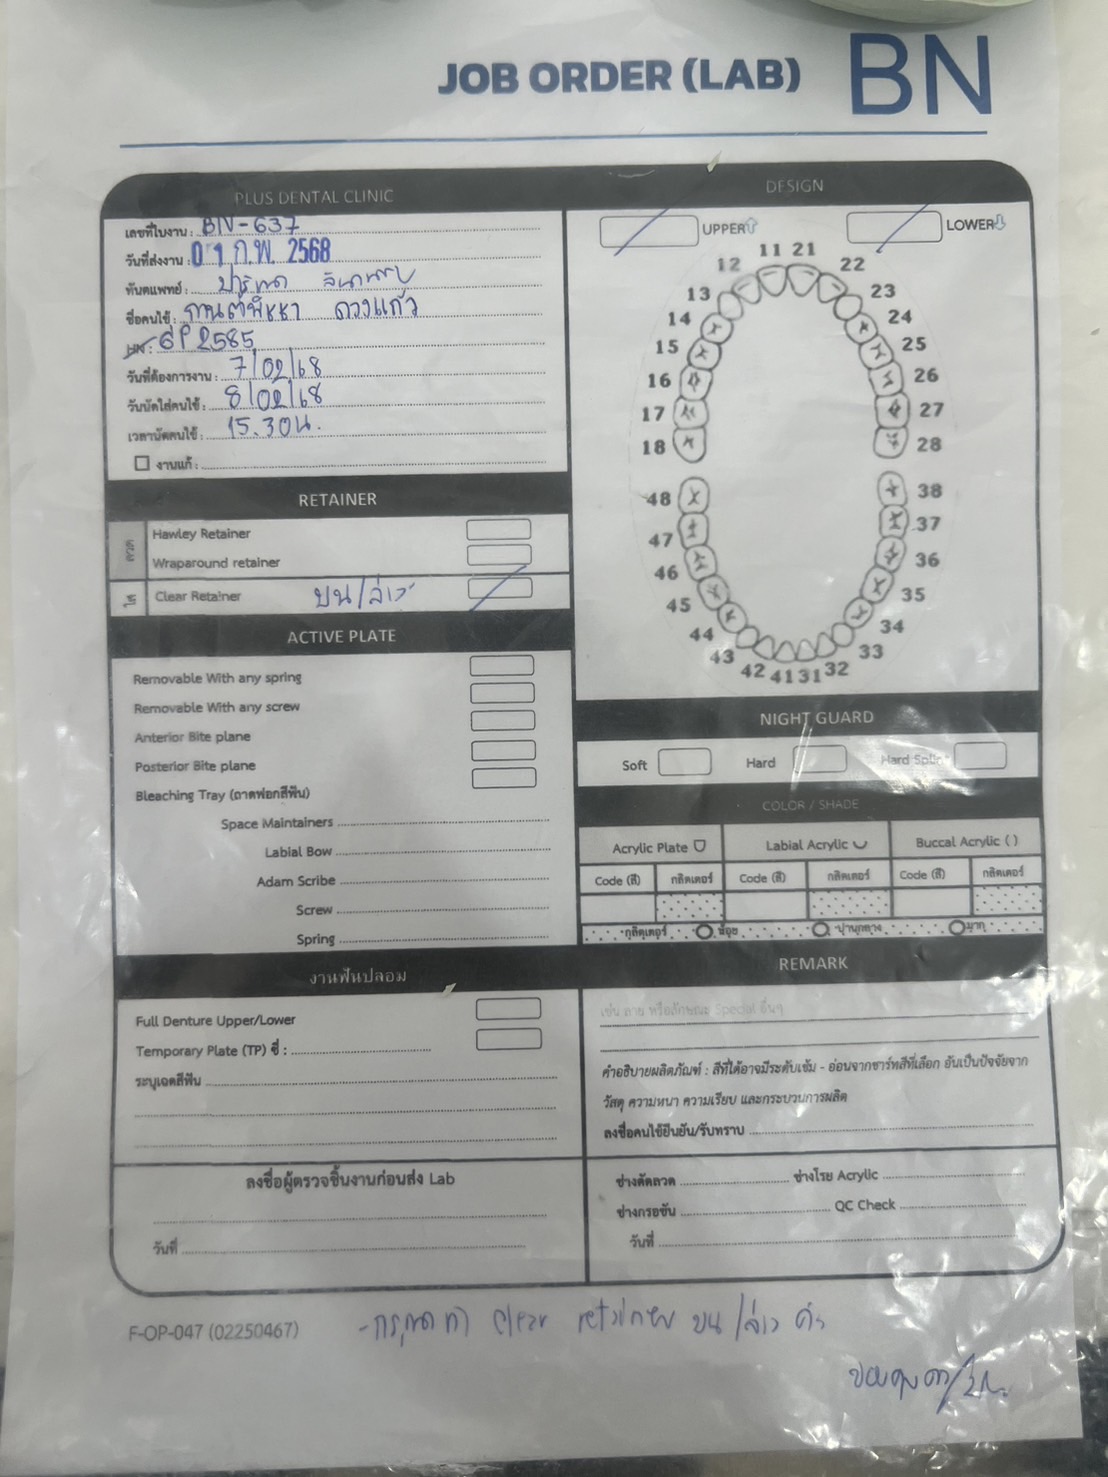 JOB ORDER (LAB) BN
PLUS DENTAL CLINIC
เลขที่ใบงาน : BN-637
วันที่ส่งงาน : 01 ก.พ. 2568
ทันตแพทย์ :
ชื่อคนไข้ : กานต์พิชชา ดวงแก้ว
HN : GP 2585
วันที่ต้องการงาน : 7/02/68
วันนัดใส่คนไข้ : 8/02/68
เวลานัดคนไข้ : 15.30น.
งานแก้ :
DESIGN
UPPER
LOWER
11 21
12 22
13 23
14 24
15 25
16 26
17 27
18 28
48 38
47 37
46 36
45 35
44 34
43 33
42 41 31 32
RETAINER
ลวด
Hawley Retainer
Wraparound retainer
ใส
Clear Retainer บน/ล่าง
ACTIVE PLATE
Removable With any spring
Removable With any screw
Anterior Bite plane
Posterior Bite plane
Bleaching Tray (ถาดฟอกสีฟัน)
Space Maintainers
Labial Bow
Adam Scribe
Screw
Spring
NIGHT GUARD
Soft Hard Hard Splint
COLOR / SHADE
Acrylic Plate Labial Acrylic Buccal Acrylic ( )
Code (สี) กลิตเตอร์ Code (สี) กลิตเตอร์ Code (สี) กลิตเตอร์
กลิตเตอร์ น้อย ปานกลาง มาก
งานฟันปลอม
Full Denture Upper/Lower
Temporary Plate (TP) ซี่ :
ระบุเฉดสีฟัน
REMARK
เช่น ลาย หรือลักษณะ Special อื่นๆ
คำอธิบายผลิตภัณฑ์ : สีที่ได้อาจมีระดับเข้ม - อ่อนจากชาร์ทสีที่เลือก อันเป็นปัจจัยจาก
วัสดุ ความหนา ความเรียบ และกระบวนการผลิต
ลงชื่อคนไข้ยืนยัน/รับทราบ
ลงชื่อผู้ตรวจชิ้นงานก่อนส่ง Lab
วันที่
ช่างดัดลวด ช่างโรย Acrylic
ช่างกรอขัน QC Check
วันที่
F-OP-047 (02250467)
-กรุณาทำ clear retainer บน/ล่าง ค่ะ
ขอบคุณค่ะ/